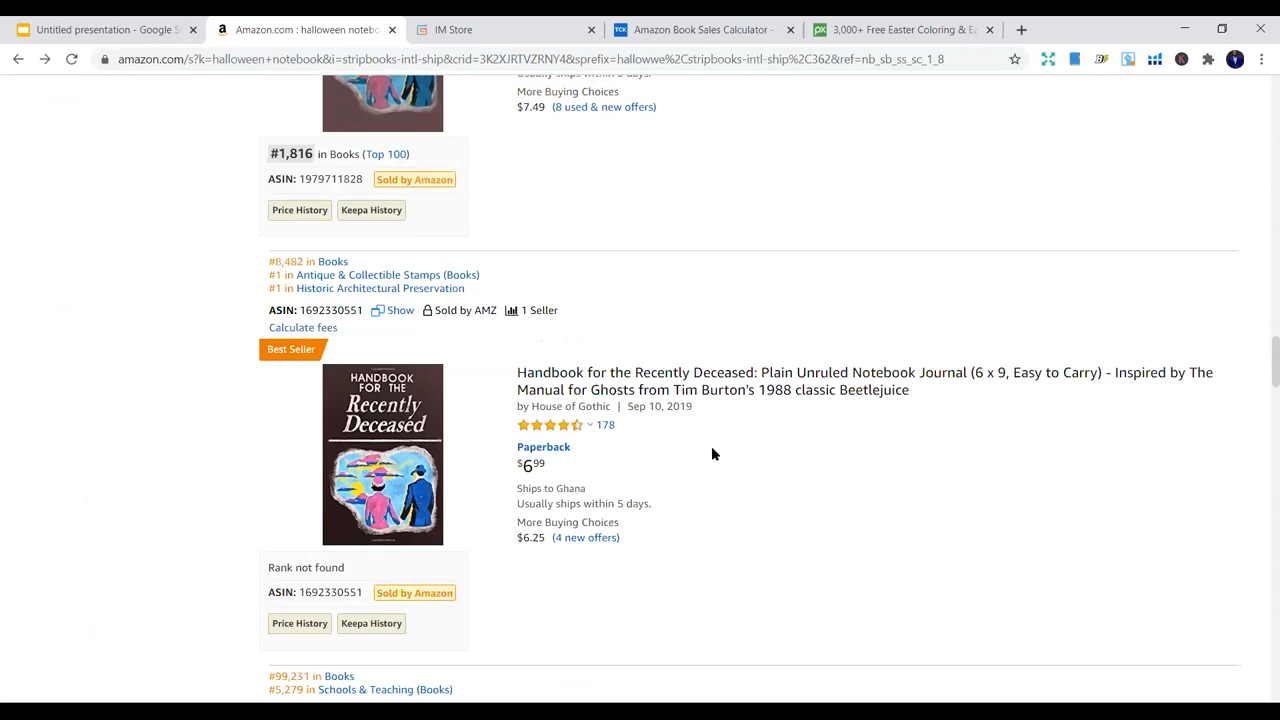 Untitled presentation - Google S
Amazon.com : halloween notebo
IM Store
Amazon Book Sales Calculator -
3,000+ Free Easter Coloring & Ea
amazon.com/s?k=halloween+notebook&i=stripbooks-intl-ship&crid=3K2XJRTVZRNY4&sprefix=hallowwe%2Cstripbooks-intl-ship%2C362&ref=nb_sb_ss_sc_1_8
Usually ships within 5 days.
More Buying Choices
$7.49 (8 used & new offers)
#1,816 in Books (Top 100)
ASIN: 1979711828 Sold by Amazon
Price History Keepa History
#8,482 in Books
#1 in Antique & Collectible Stamps (Books)
#1 in Historic Architectural Preservation
ASIN: 1692330551 Show Sold by AMZ 1 Seller
Calculate fees
Best Seller
HANDBOOK
FOR THE
Recently
Deceased
Handbook for the Recently Deceased: Plain Unruled Notebook Journal (6 x 9, Easy to Carry) - Inspired by The
Manual for Ghosts from Tim Burton's 1988 classic Beetlejuice
by House of Gothic | Sep 10, 2019
178
Paperback
$6 99
Ships to Ghana
Usually ships within 5 days.
More Buying Choices
$6.25 (4 new offers)
Rank not found
ASIN: 1692330551 Sold by Amazon
Price History Keepa History
#99,231 in Books
#5,279 in Schools & Teaching (Books)